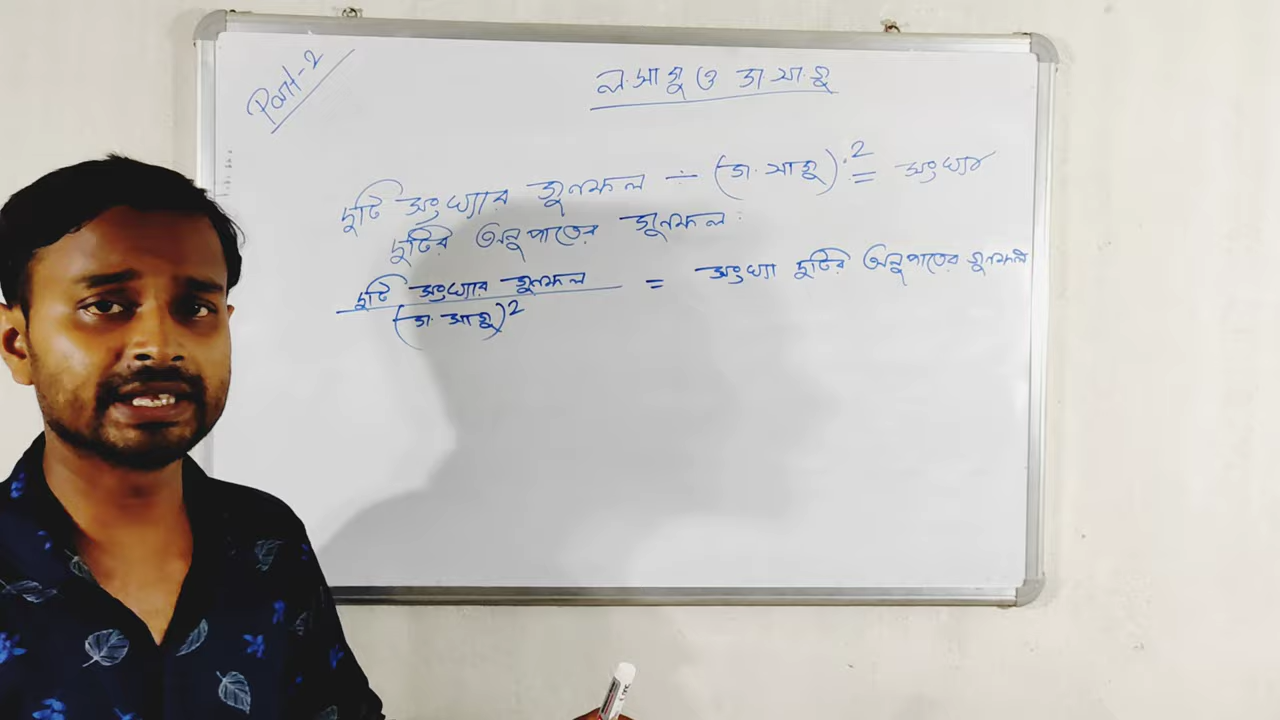 Part-2
ল.সা.গু ও গ.সা.গু
দুটি সংখ্যার গুণফল ÷ (গ.সাগু)² = সংখ্যার
দুটির অনুপাতের গুণফল
দুটি সংখ্যার গুণফল = সংখ্যা দুটির অনুপাতের গুণফল
(গ.সাগু)²